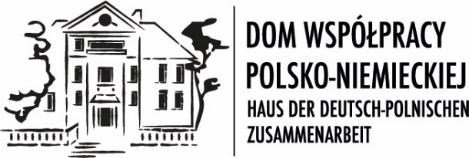 DOM WSPÓŁPRACY
POLSKO-NIEMIECKIEJ
HAUS DER DEUTSCH-POLNISCHEN
ZUSAMMENARBEIT